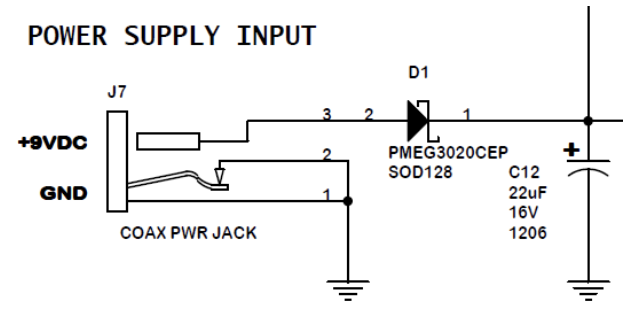 POWER SUPPLY INPUT
J7
D1
+9VDC
3
2
1
PMEG3020CEP
SOD128
2
GND
1
COAX PWR JACK
+
C12
22uF
16V
1206